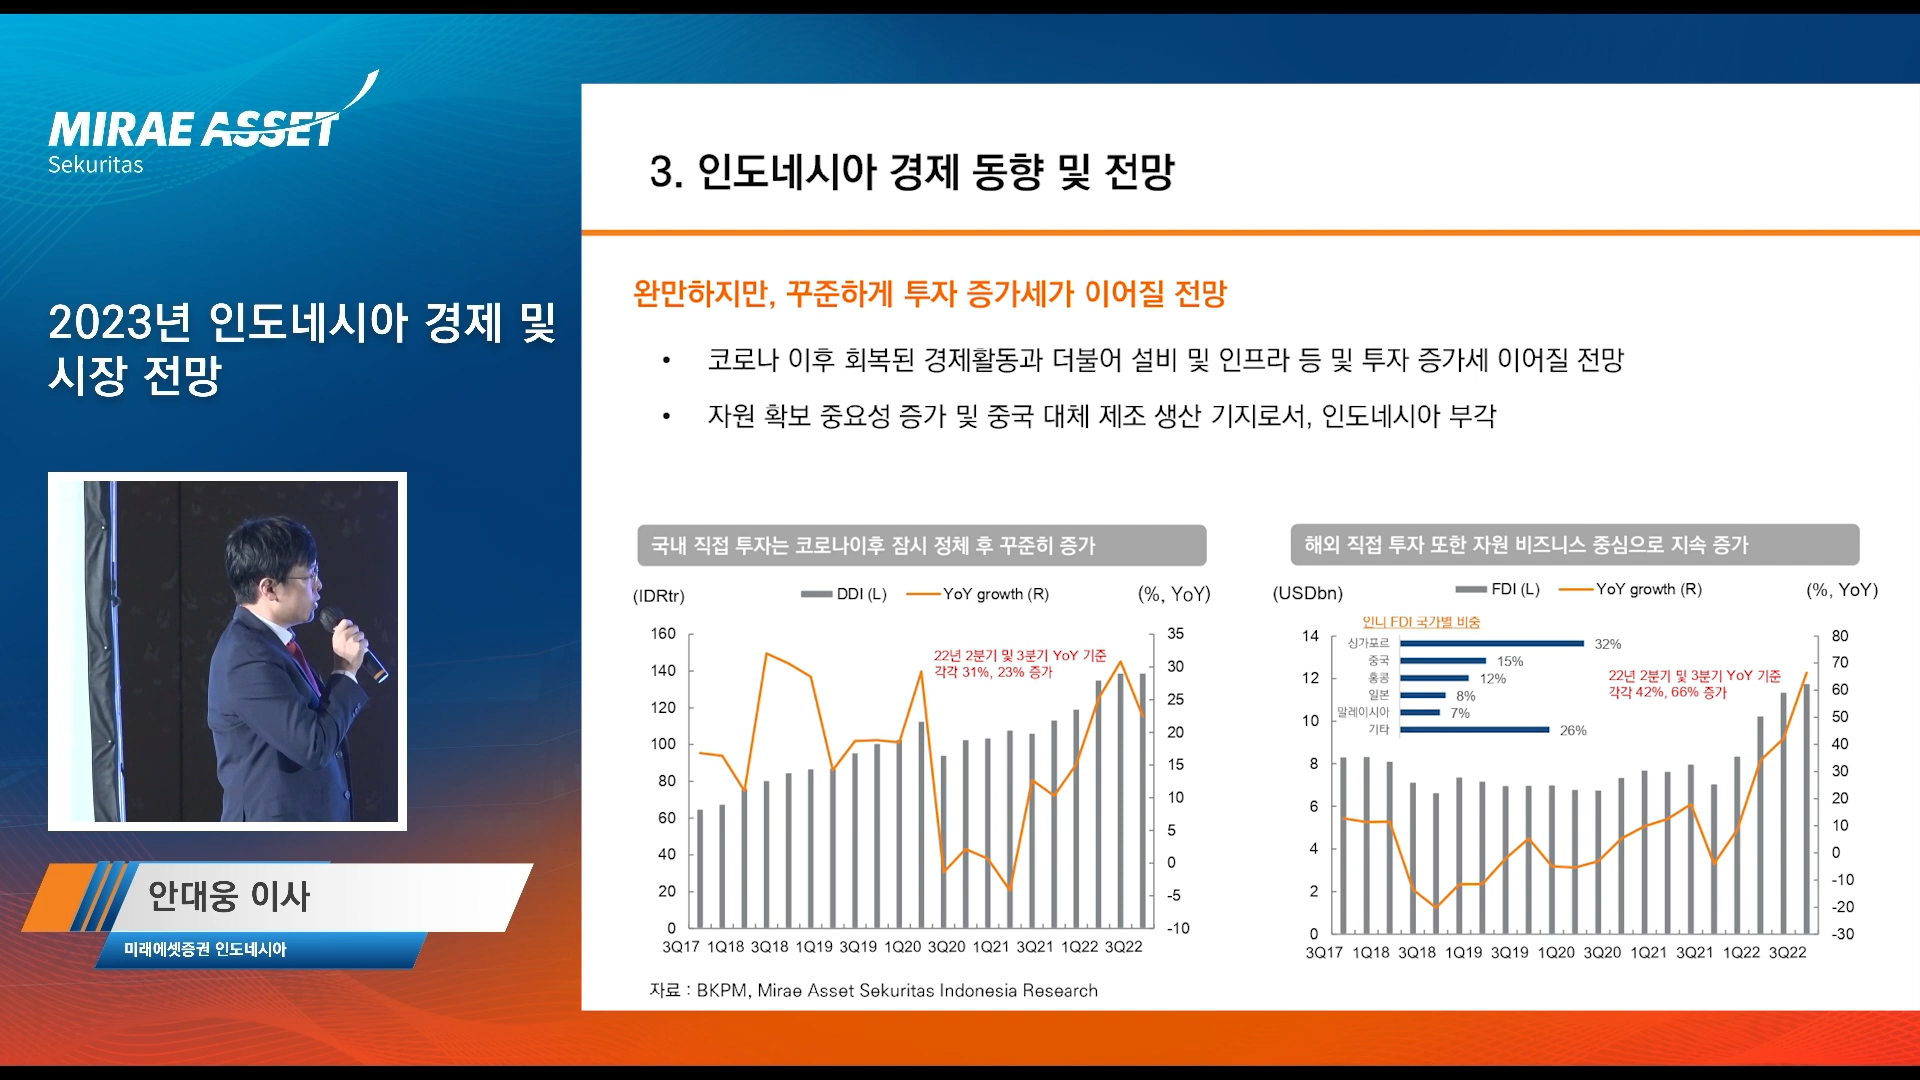 MIRAE ASSET
Sekuritas
2023년 인도네시아 경제 및
시장 전망
안대웅 이사
미래에셋증권 인도네시아
3. 인도네시아 경제 동향 및 전망
완만하지만, 꾸준하게 투자 증가세가 이어질 전망
• 코로나 이후 회복된 경제활동과 더불어 설비 및 인프라 등 및 투자 증가세 이어질 전망
• 자원 확보 중요성 증가 및 중국 대체 제조 생산 기지로서, 인도네시아 부각
국내 직접 투자는 코로나이후 잠시 정체 후 꾸준히 증가
(IDRtr) DDI (L) YoY growth (R) (%, YoY)
160 35
140 30
120 25
100 20
80 15
60 10
40 5
20 0
0 -5
-10
22년 2분기 및 3분기 YoY 기준
각각 31%, 23% 증가
3Q17 1Q18 3Q18 1Q19 3Q19 1Q20 3Q20 1Q21 3Q21 1Q22 3Q22
해외 직접 투자 또한 자원 비즈니스 중심으로 지속 증가
(USDbn) FDI (L) YoY growth (R) (%, YoY)
인니 FDI 국가별 비중
싱가포르 32%
중국 15%
홍콩 12%
일본 8%
말레이시아 7%
기타 26%
22년 2분기 및 3분기 YoY 기준
각각 42%, 66% 증가
14 80
12 70
10 60
8 50
6 40
4 30
2 20
0 10
0
-10
-20
-30
3Q17 1Q18 3Q18 1Q19 3Q19 1Q20 3Q20 1Q21 3Q21 1Q22 3Q22
자료 : BKPM, Mirae Asset Sekuritas Indonesia Research